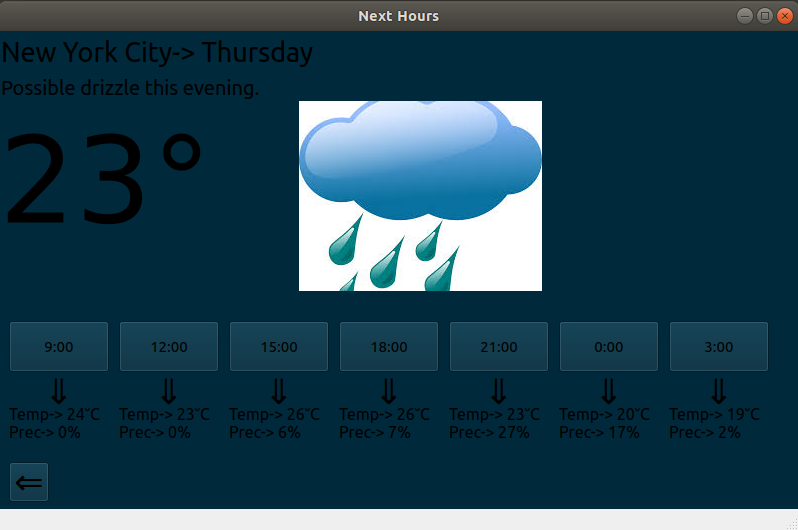 Next Hours
New York City-> Thursday
Possible drizzle this evening.
23°
9:00 12:00 15:00 18:00 21:00 0:00 3:00
⇓ ⇓ ⇓ ⇓ ⇓ ⇓ ⇓
Temp-> 24˚C Temp-> 23˚C Temp-> 26˚C Temp-> 26˚C Temp-> 23˚C Temp-> 20˚C Temp-> 19˚C
Prec-> 0% Prec-> 0% Prec-> 6% Prec-> 7% Prec-> 27% Prec-> 17% Prec-> 2%
⇐